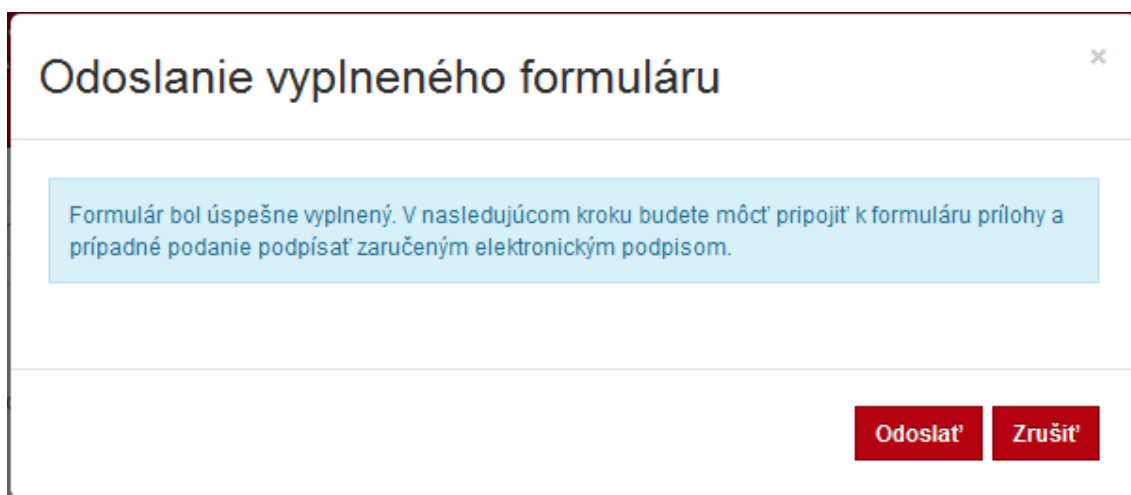 Odoslanie vyplneného formuláru
×
Formulár bol úspešne vyplnený. V nasledujúcom kroku budete môcť pripojiť k formuláru prílohy a
prípadné podanie podpísať zaručeným elektronickým podpisom.
Odoslať Zrušiť